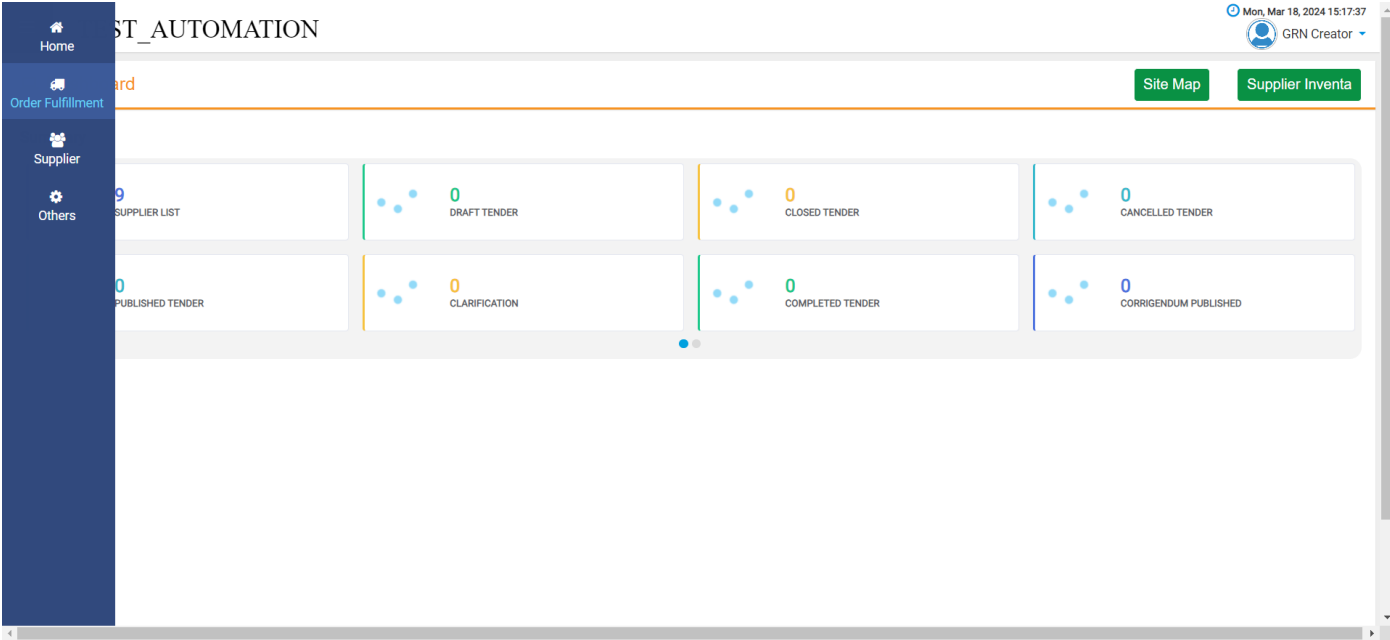 Mon, Mar 18, 2024 15:17:37
ST_AUTOMATION
GRN Creator
Home
Order Fulfillment
Supplier
Others
ard
Site Map
Supplier Inventa
9
SUPPLIER LIST
0
DRAFT TENDER
0
CLOSED TENDER
0
CANCELLED TENDER
0
PUBLISHED TENDER
0
CLARIFICATION
0
COMPLETED TENDER
0
CORRIGENDUM PUBLISHED